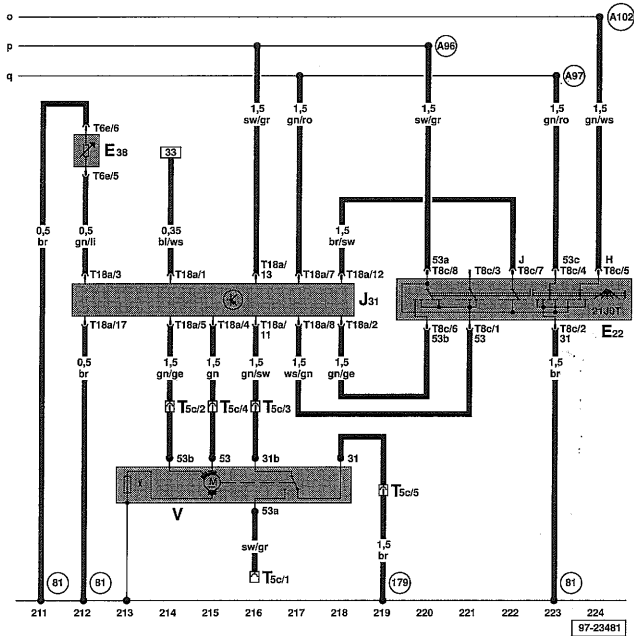 o
A102
p
A96
q
A97
1,5
sw/gr
1,5
gn/ro
1,5
sw/gr
1,5
gn/ro
1,5
gn/ws
T6e/6
E38
33
T6e/5
0,5
br
0,5
gn/li
0,35
bl/ws
1,5
br/sw
53a
J
53c
H
T8c/8
T8c/3
T8c/7
T8c/4
T8c/5
T18a/3
T18a/1
T18a/
13
T18a/7
T18a/12
J31
T18a/17
T18a/5
T18a/4
T18a/
11
T18a/8
T18a/2
T8c/6
53b
T8c/1
53
T8c/2
31
E22
0,5
br
1,5
gn/ge
1,5
gn
1,5
gn/sw
1,5
ws/gn
1,5
gn/ge
1,5
br
T5c/2
T5c/4
T5c/3
53b
53
31b
31
M
T5c/5
V
53a
sw/gr
1,5
br
T5c/1
81
81
179
81
211
212
213
214
215
216
217
218
219
220
221
222
223
224
97-23481